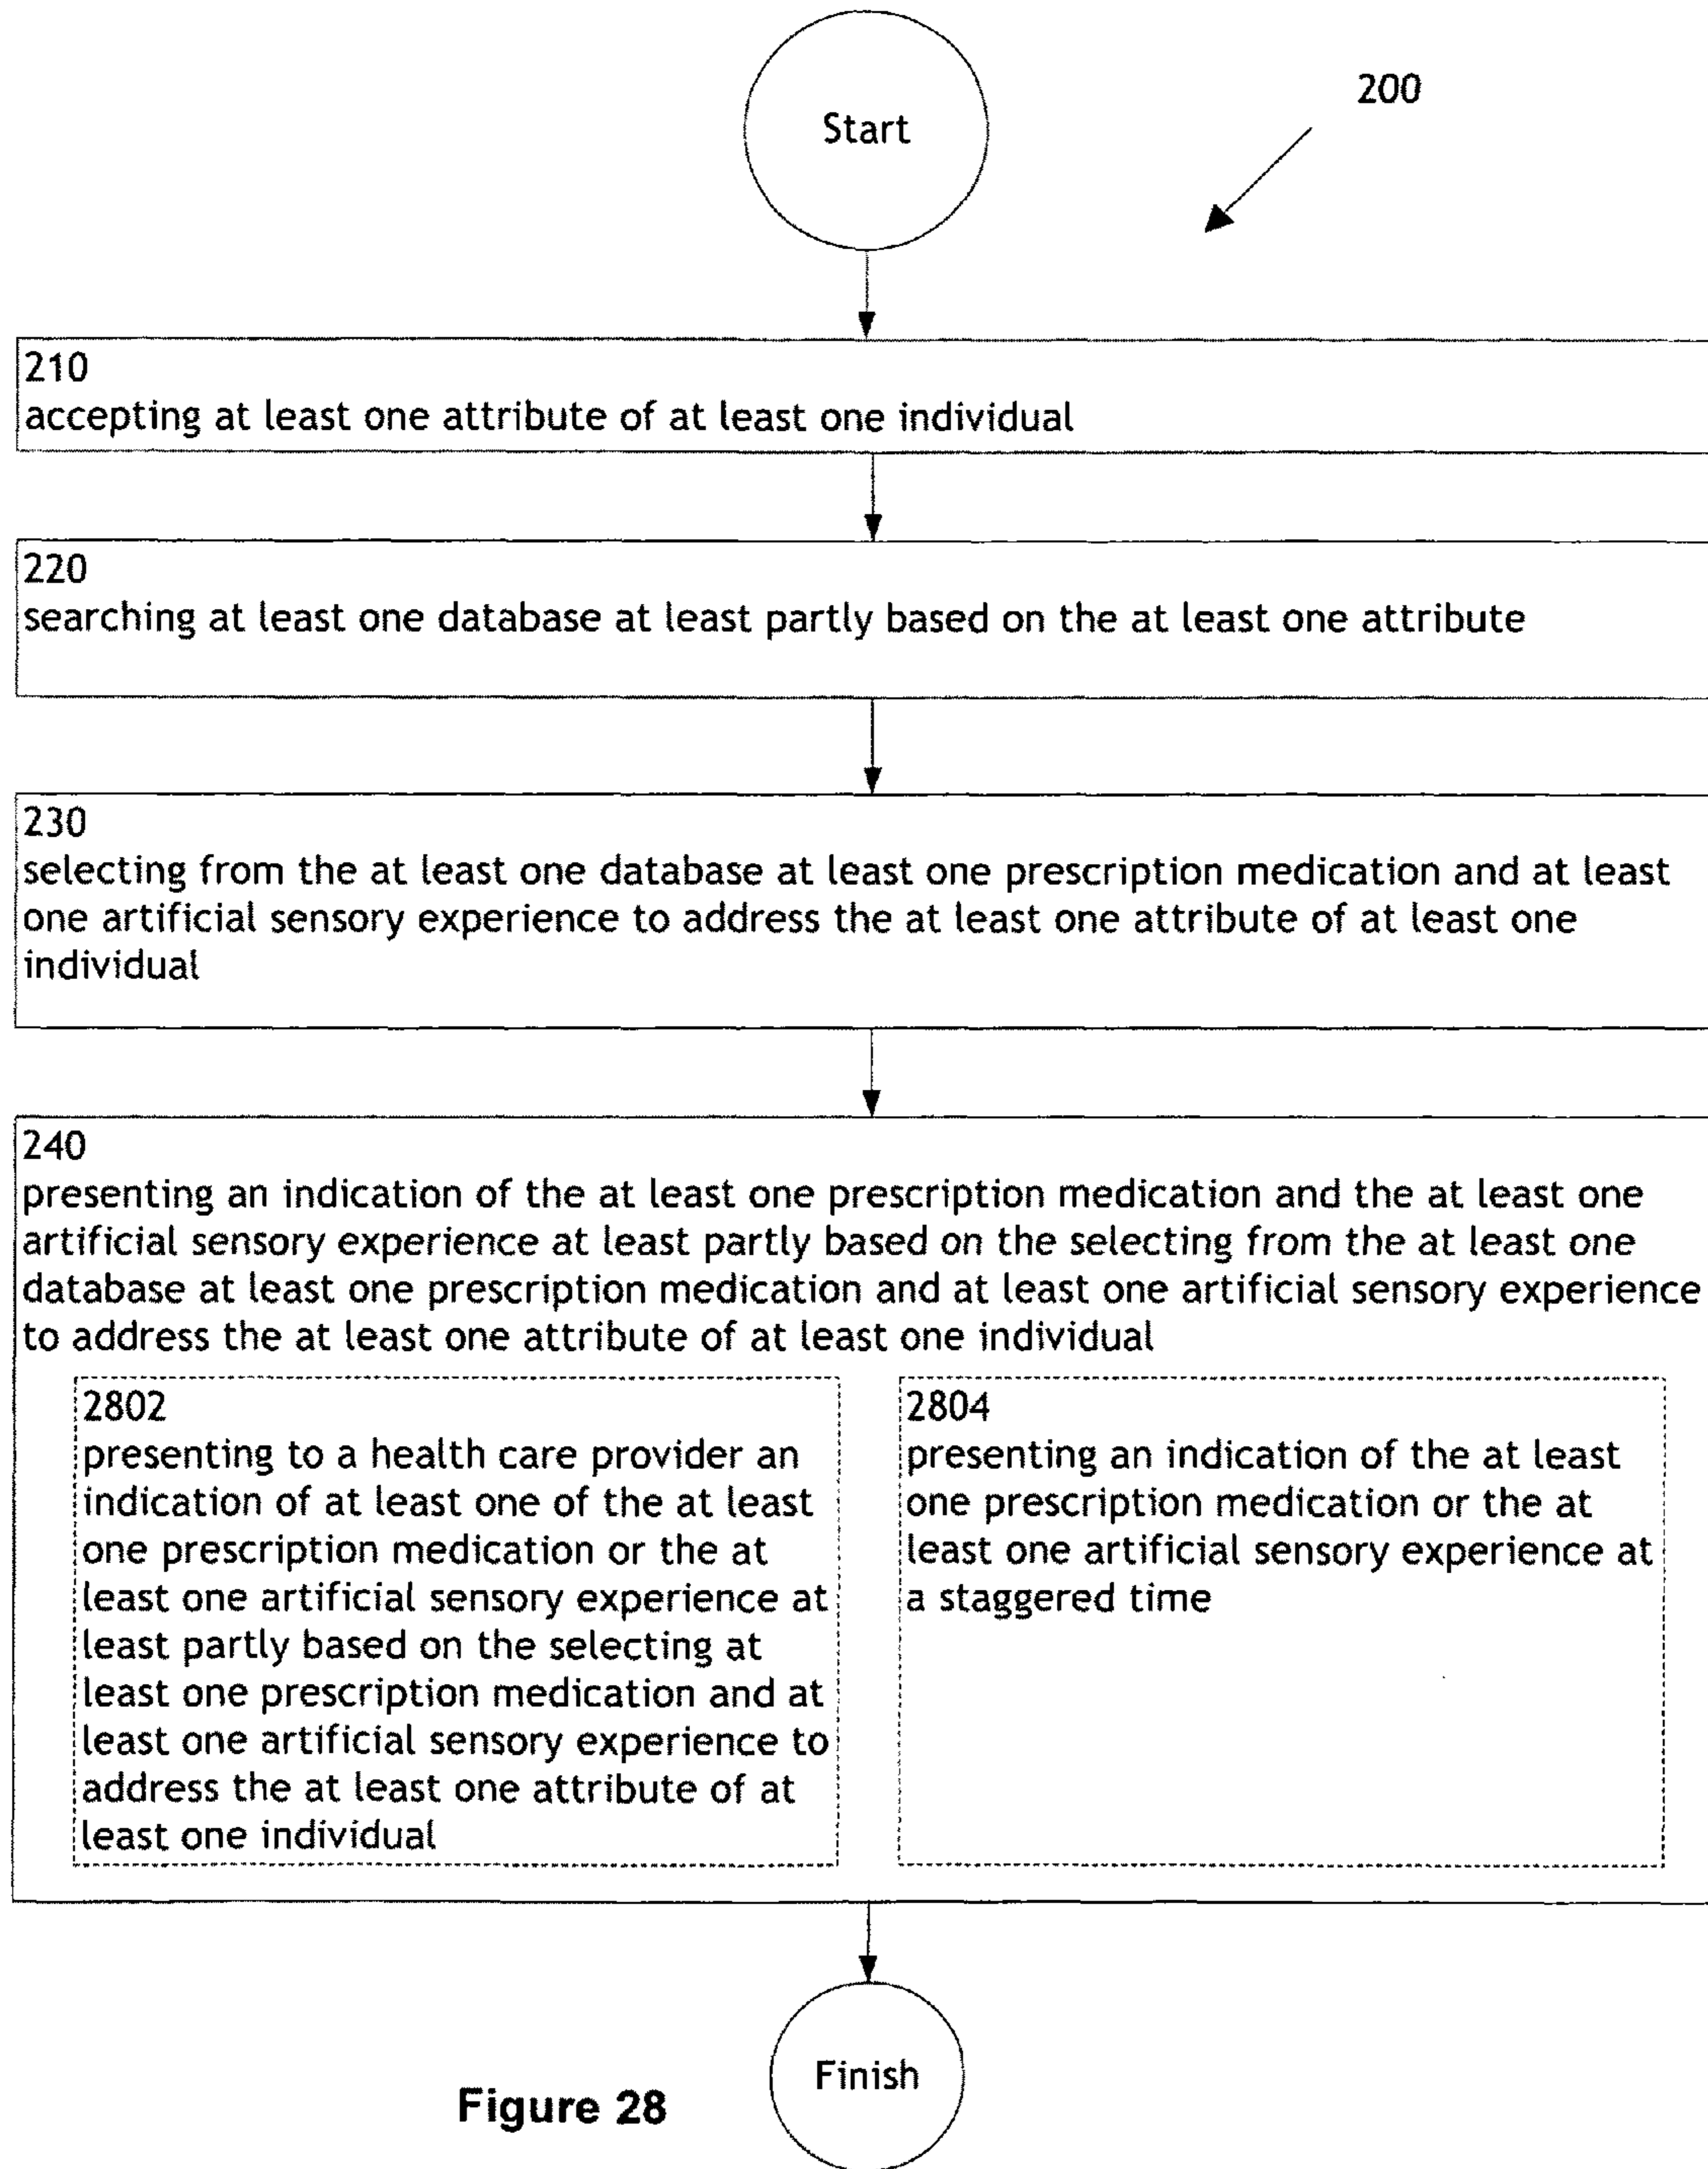 Start
200
210
accepting at least one attribute of at least one individual
220
searching at least one database at least partly based on the at least one attribute
230
selecting from the at least one database at least one prescription medication and at least
one artificial sensory experience to address the at least one attribute of at least one
individual
240
presenting an indication of the at least one prescription medication and the at least one
artificial sensory experience at least partly based on the selecting from the at least one
database at least one prescription medication and at least one artificial sensory experience
to address the at least one attribute of at least one individual
2802
presenting to a health care provider an
indication of at least one of the at least
one prescription medication or the at
least one artificial sensory experience at
least partly based on the selecting at
least one prescription medication and at
least one artificial sensory experience to
address the at least one attribute of at
least one individual
2804
presenting an indication of the at least
one prescription medication or the at
least one artificial sensory experience at
a staggered time
Finish
Figure 28